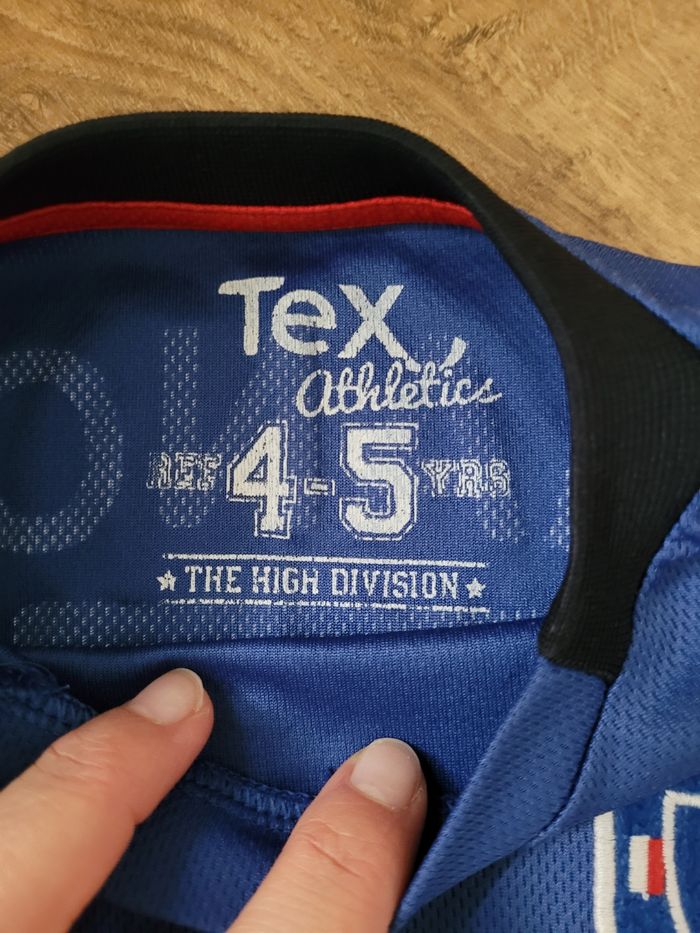 Tex
Athletics
REF 4-5 YRS
THE HIGH DIVISION